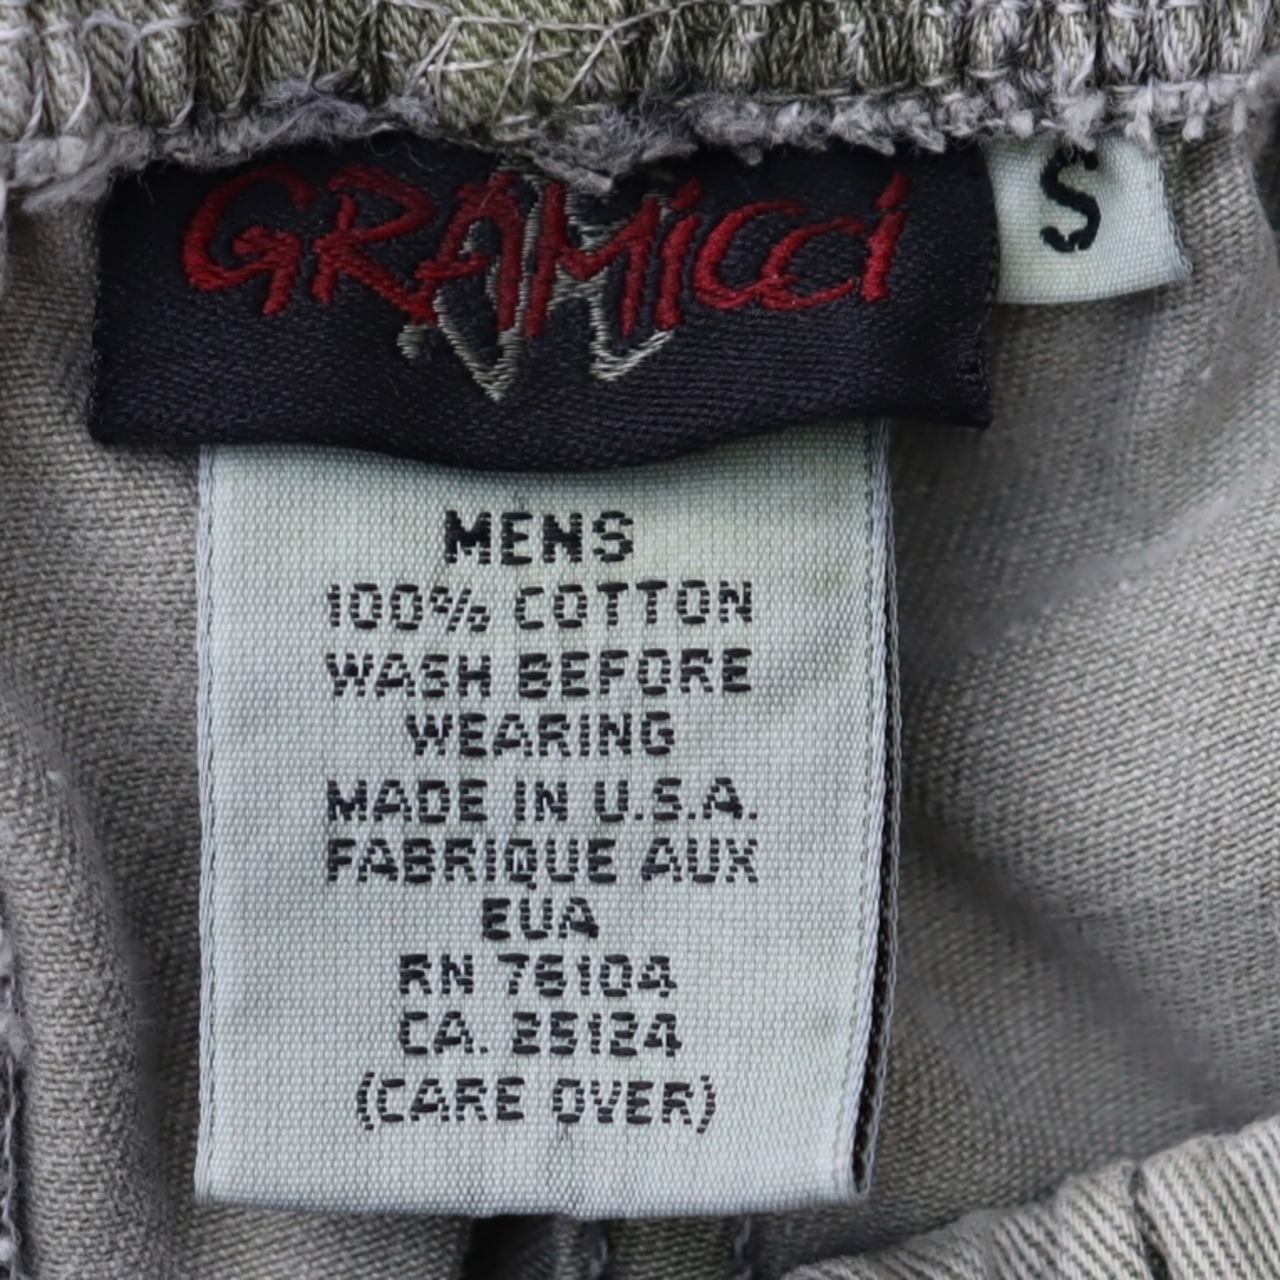 GRAMiCCi
S
MENS
100% COTTON
WASH BEFORE
WEARING
MADE IN U.S.A.
FABRIQUE AUX
EUA
RN 76104
CA. 25124
(CARE OVER)